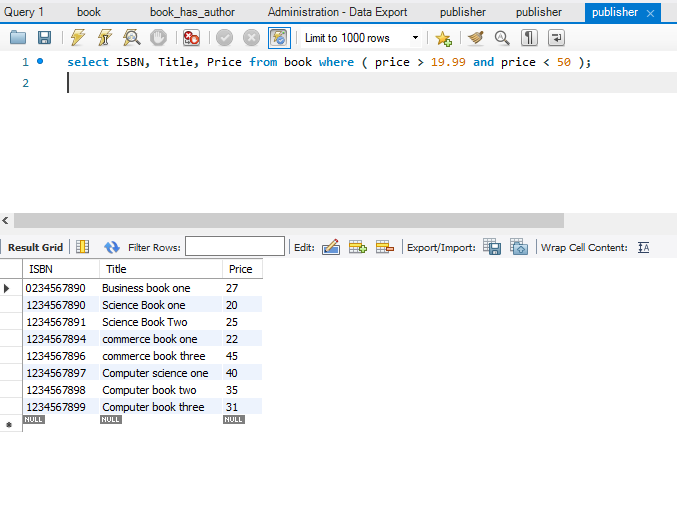 Query 1 book book_has_author Administration - Data Export publisher publisher publisher
Limit to 1000 rows
1 select ISBN, Title, Price from book where ( price > 19.99 and price < 50 );
2
Result Grid Filter Rows: Edit: Export/Import: Wrap Cell Content: IA
ISBN Title Price
0234567890 Business book one 27
1234567890 Science Book one 20
1234567891 Science Book Two 25
1234567894 commerce book one 22
1234567896 commerce book three 45
1234567897 Computer science one 40
1234567898 Computer book two 35
1234567899 Computer book three 31
NULL NULL NULL